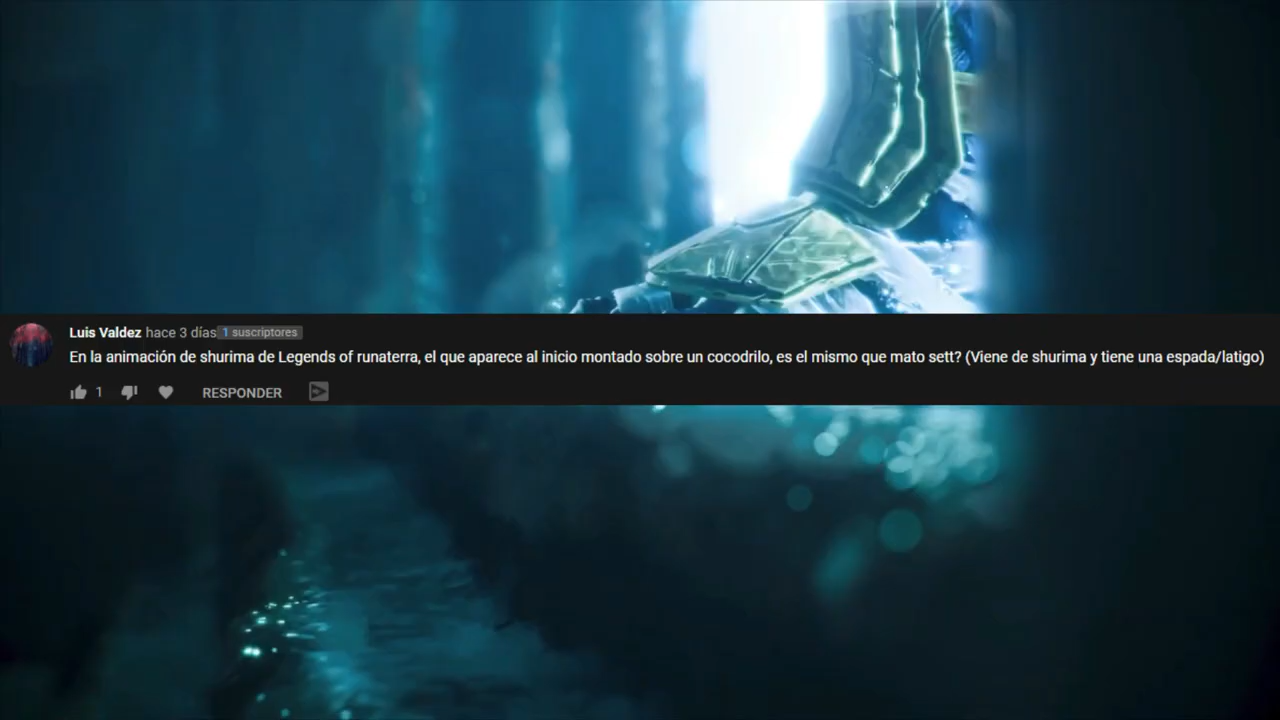 Luis Valdez hace 3 días 1 suscriptores
En la animación de shurima de Legends of runaterra, el que aparece al inicio montado sobre un cocodrilo, es el mismo que mato sett? (Viene de shurima y tiene una espada/latigo)
1 RESPONDER